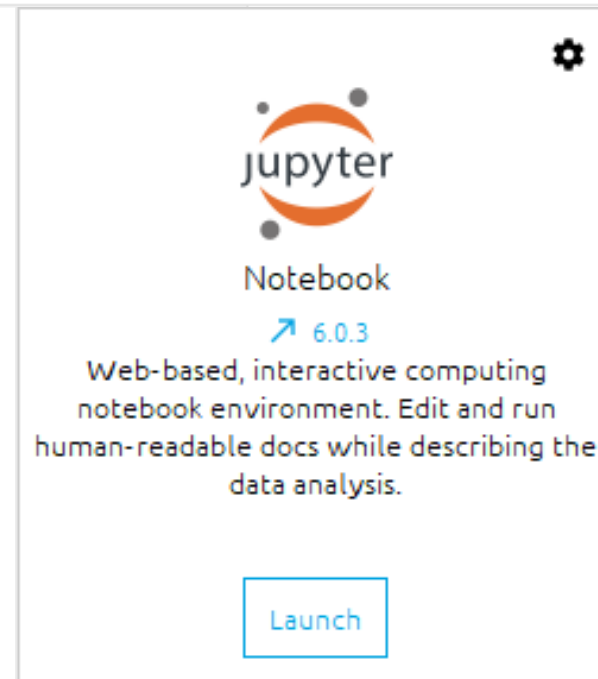 jupyter
Notebook
6.0.3
Web-based, interactive computing
notebook environment. Edit and run
human-readable docs while describing the
data analysis.
Launch